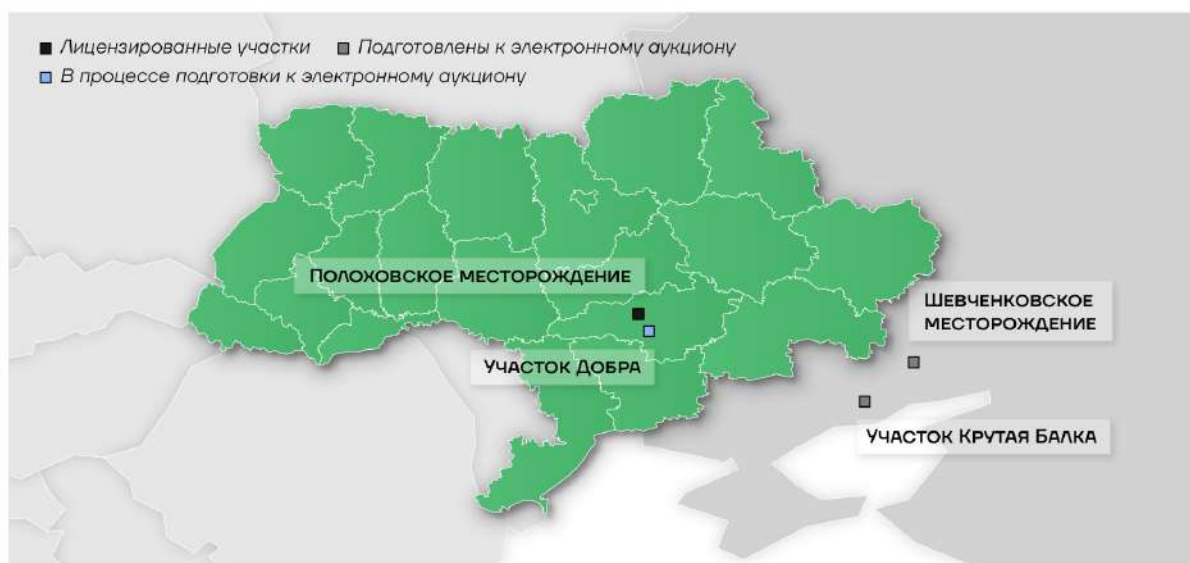 Лицензированные участки
Подготовлены к электронному аукциону
В процессе подготовки к электронному аукциону
Полоховское месторождение
Шевченковское
месторождение
Участок Добра
Участок Крутая Балка